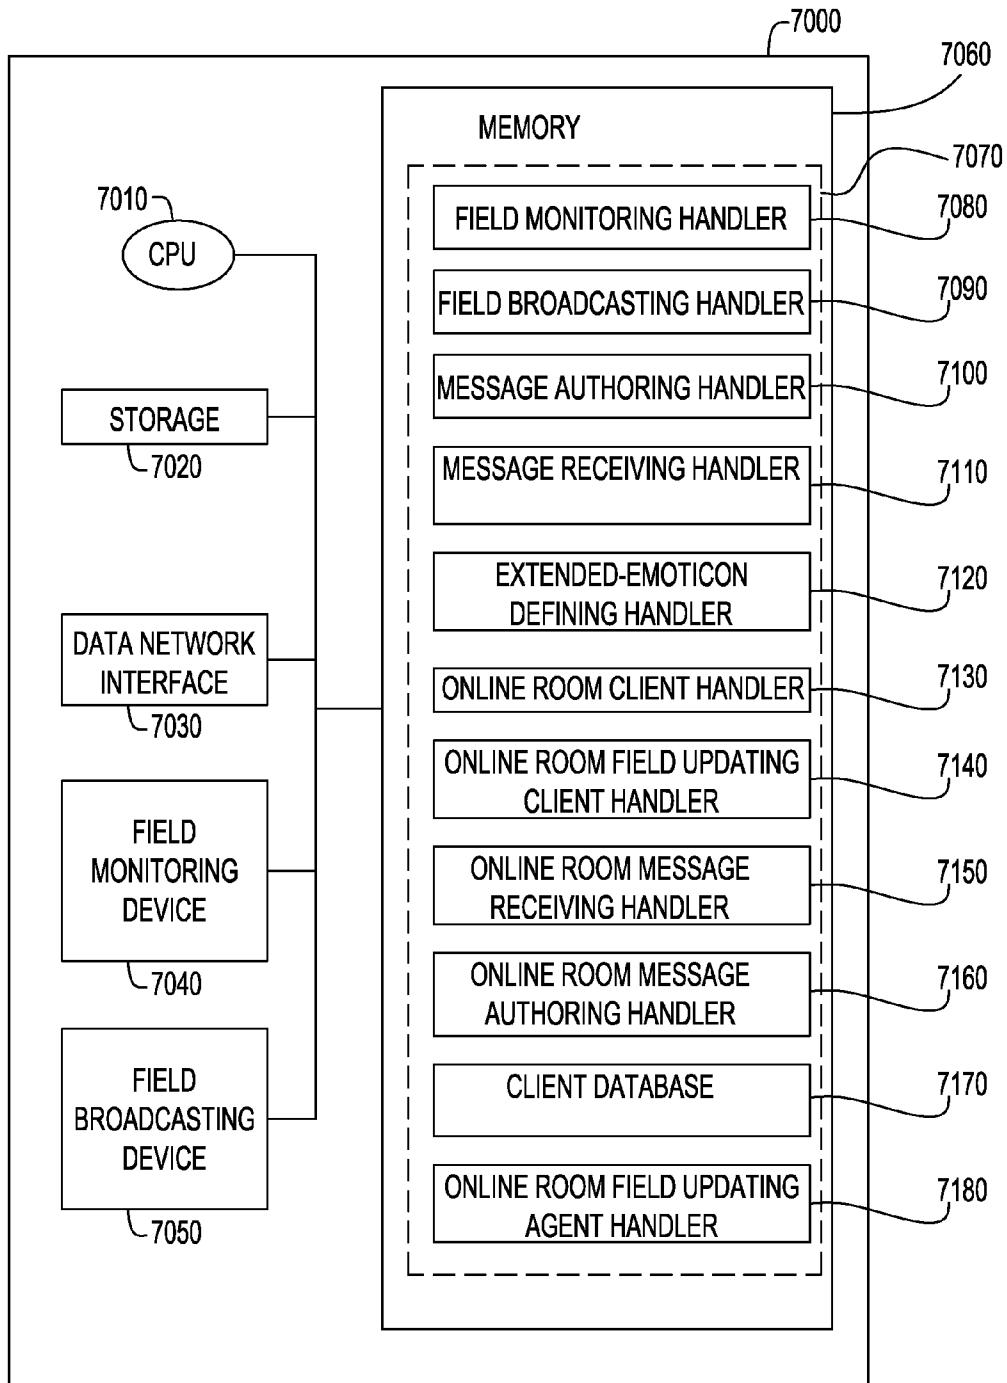 7000
7060
MEMORY
7070
7010
CPU
FIELD MONITORING HANDLER
7080
FIELD BROADCASTING HANDLER
7090
STORAGE
7020
MESSAGE AUTHORING HANDLER
7100
MESSAGE RECEIVING HANDLER
7110
EXTENDED-EMOTICON
DEFINING HANDLER
7120
DATA NETWORK
INTERFACE
7030
ONLINE ROOM CLIENT HANDLER
7130
ONLINE ROOM FIELD UPDATING
CLIENT HANDLER
7140
FIELD
MONITORING
DEVICE
7040
ONLINE ROOM MESSAGE
RECEIVING HANDLER
7150
ONLINE ROOM MESSAGE
AUTHORING HANDLER
7160
FIELD
BROADCASTING
DEVICE
7050
CLIENT DATABASE
7170
ONLINE ROOM FIELD UPDATING
AGENT HANDLER
7180